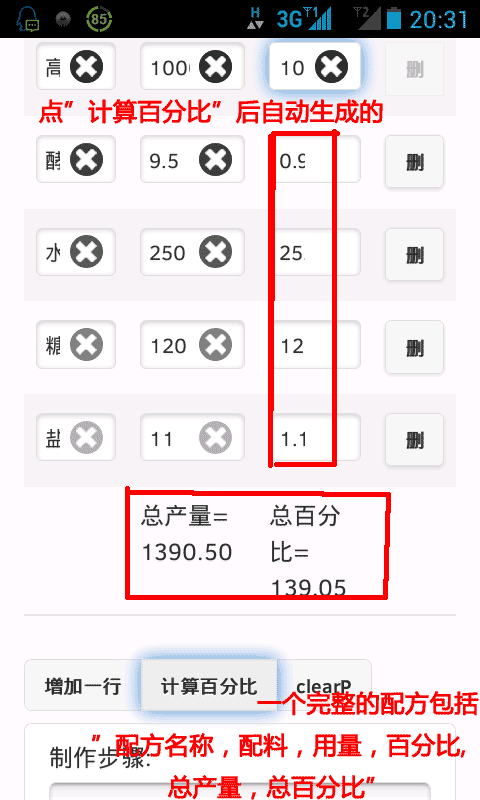 85 H 3G 1 2 20:31
高 100 10 删
点”计算百分比”后自动生成的
酵 9.5 0.9 删
水 250 25. 删
糖 120 12 删
盐 11 1.1 删
总产量= 总百分
1390.50 比=
139.05
增加一行 计算百分比 clearP
一个完整的配方包括
制作步骤:
”配方名称，配料，用量，百分比,
总产量，总百分比”